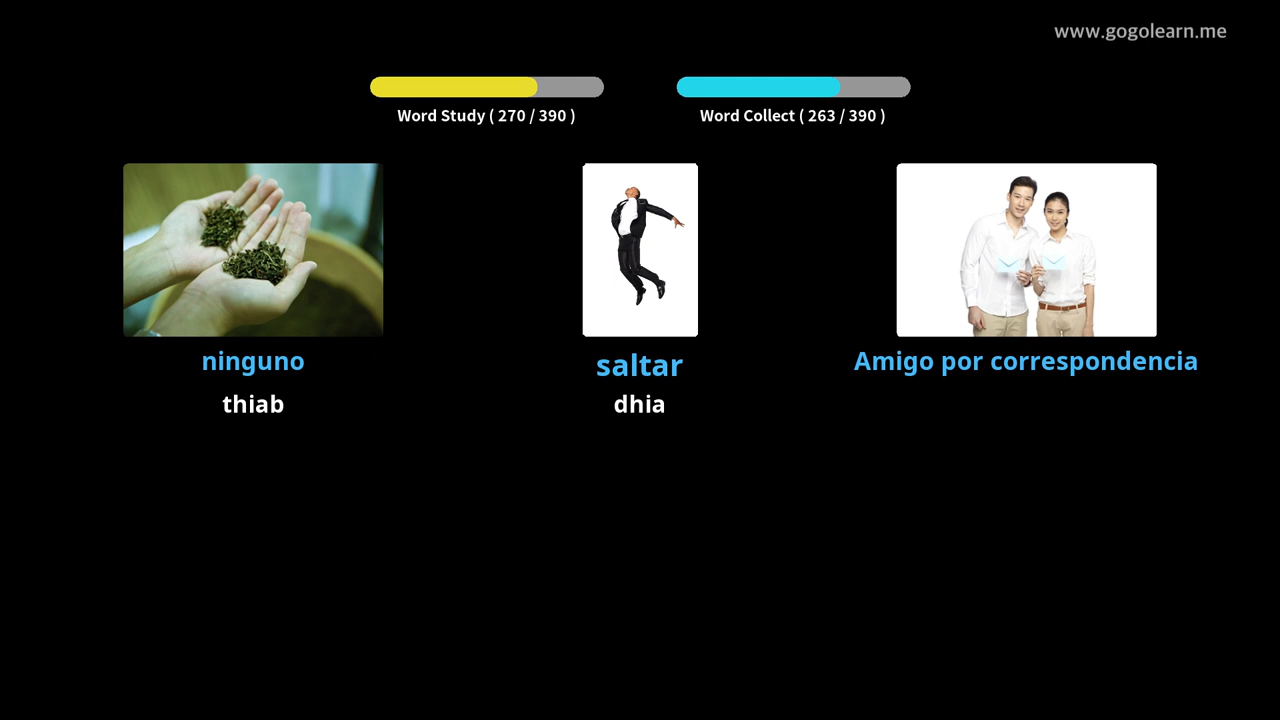 www.gogolearn.me
Word Study ( 270 / 390 )
Word Collect ( 263 / 390 )
ninguno
thiab
saltar
dhia
Amigo por correspondencia